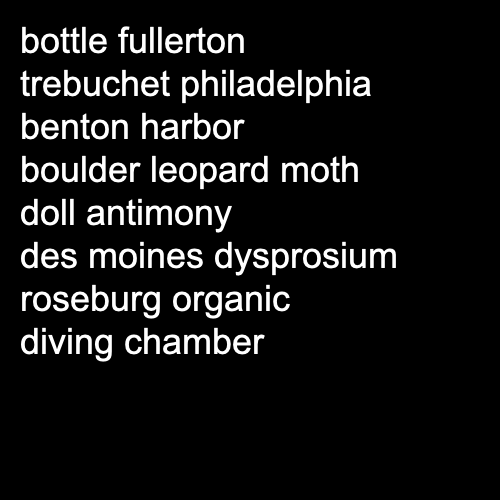 bottle fullerton
trebuchet philadelphia
benton harbor
boulder leopard moth
doll antimony
des moines dysprosium
roseburg organic
diving chamber